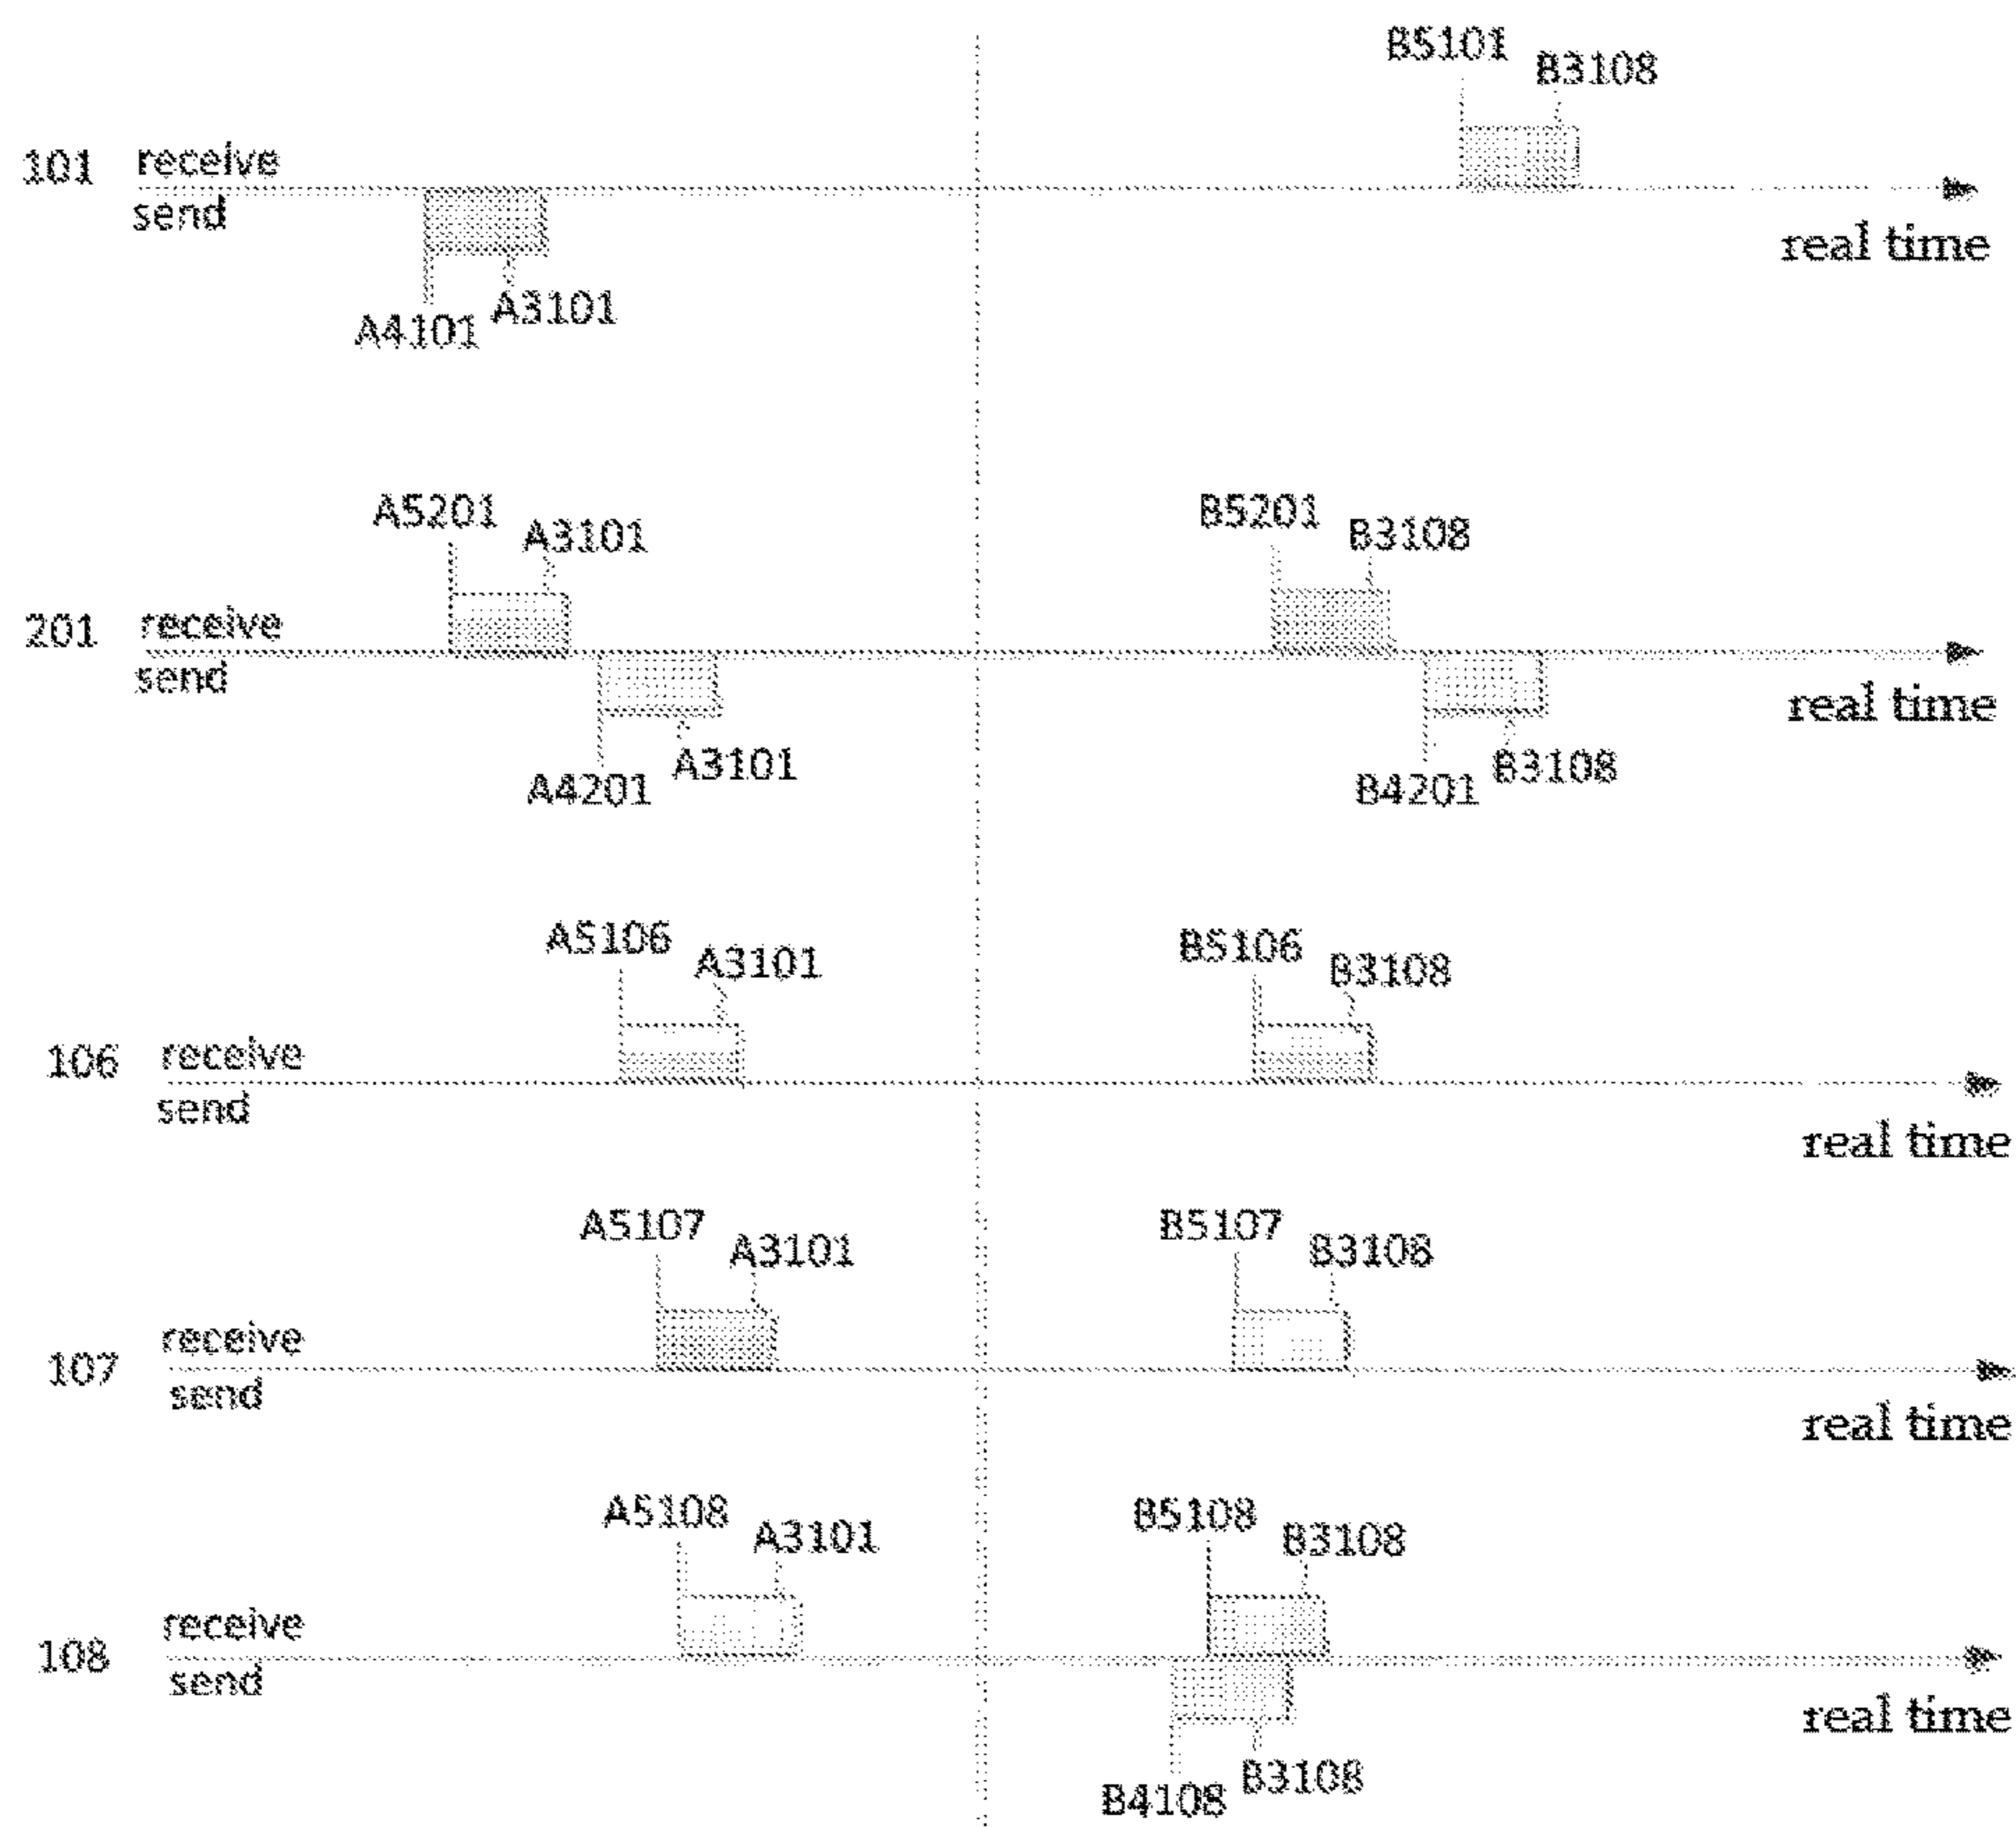 B5101
B3108
101
receive
send
real time
A4101
A3101
A5201
A3101
B5201
B3108
201
receive
send
real time
A4201
A3101
B4201
B3108
A5106
A3101
B5106
B3108
106
receive
send
real time
A5107
A3101
B5107
B3108
107
receive
send
real time
A5108
A3101
B5108
B3108
108
receive
send
real time
B4108
B3108